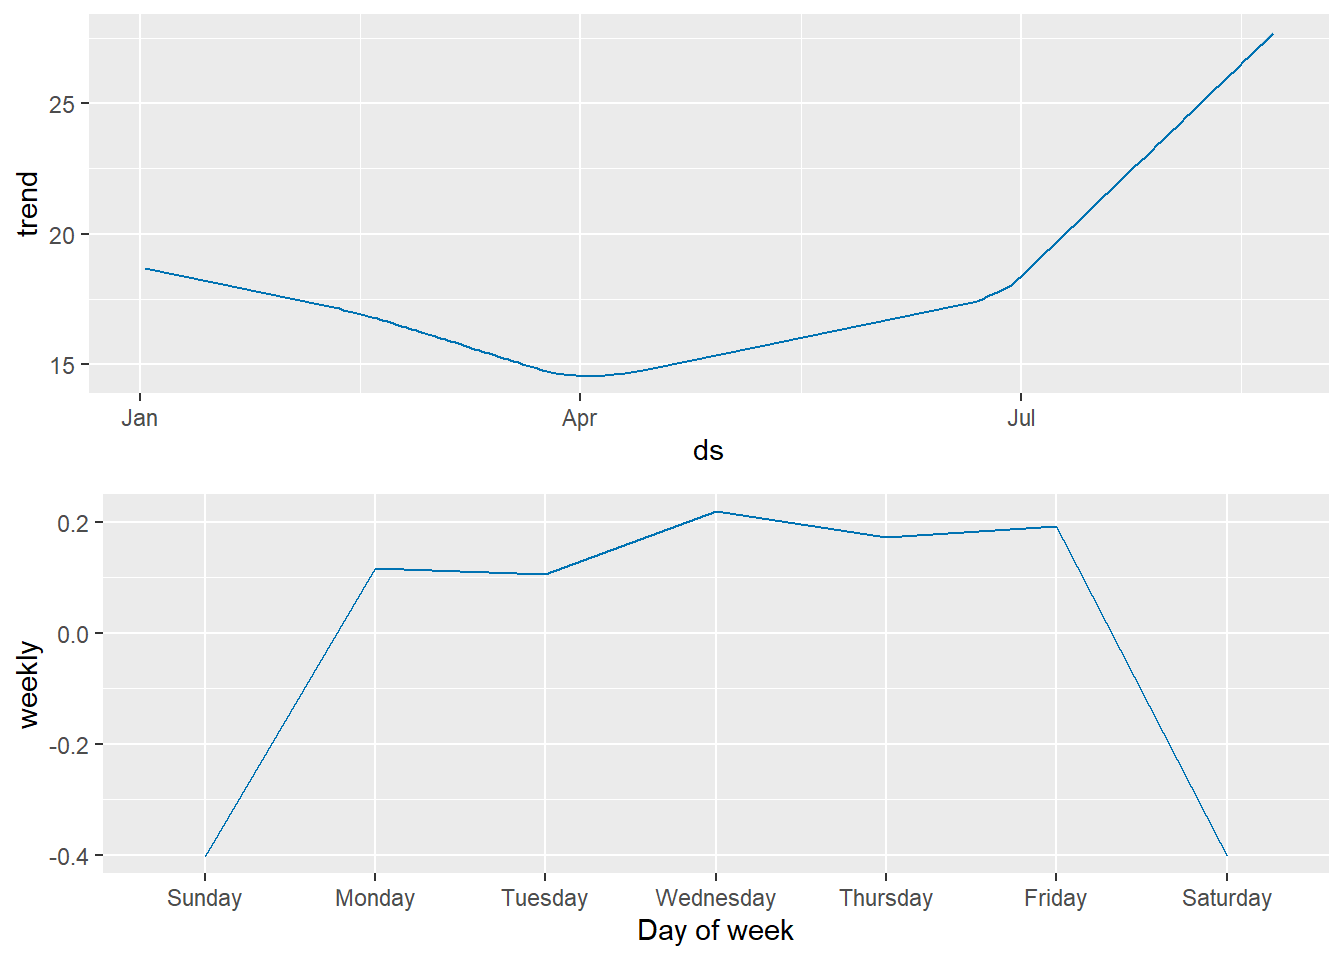 trend
25
20
15
Jan Apr Jul
ds
weekly
0.2
0.0
-0.2
-0.4
Sunday Monday Tuesday Wednesday Thursday Friday Saturday
Day of week